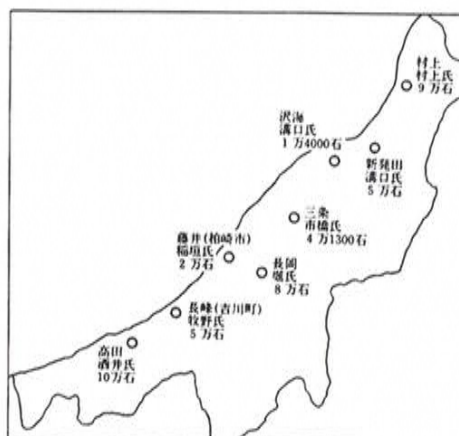 村上
村上氏
9万石
沢海
溝口氏
1万4000石
新発田
溝口氏
5万石
三条
市橋氏
4万1300石
藤井(柏崎市)
稲垣氏
2万石
長岡
堀氏
8万石
長峰(吉川町)
牧野氏
5万石
高田
酒井氏
10万石